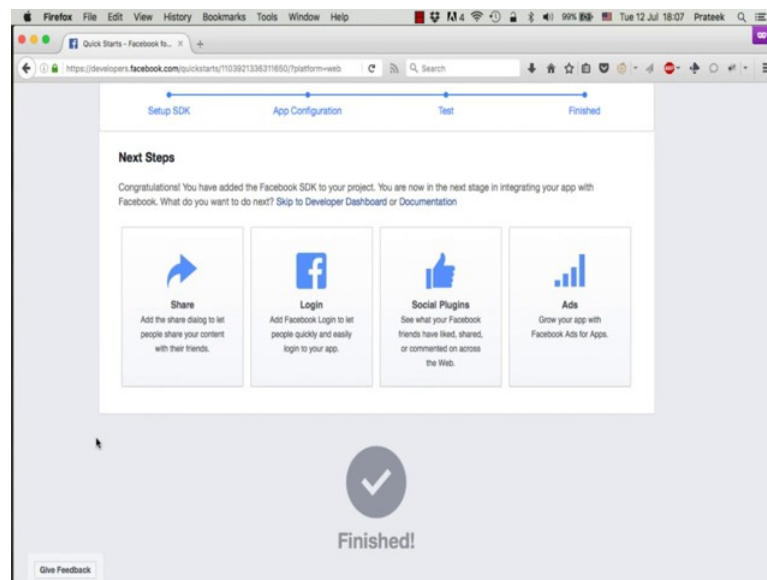 Firefox File Edit View History Bookmarks Tools Window Help 4 99% Tue 12 Jul 18:07 Prateek
Quick Starts - Facebook fo... × +
https://developers.facebook.com/quickstarts/1103921336311650/?platform=web Search
Setup SDK App Configuration Test Finished
Next Steps
Congratulations! You have added the Facebook SDK to your project. You are now in the next stage in integrating your app with
Facebook. What do you want to do next? Skip to Developer Dashboard or Documentation
Share
Add the share dialog to let
people share your content
with their friends.
Login
Add Facebook Login to let
people quickly and easily
login to your app.
Social Plugins
See what your Facebook
friends have liked, shared,
or commented on across
the Web.
Ads
Grow your app with
Facebook Ads for Apps.
Finished!
Give Feedback